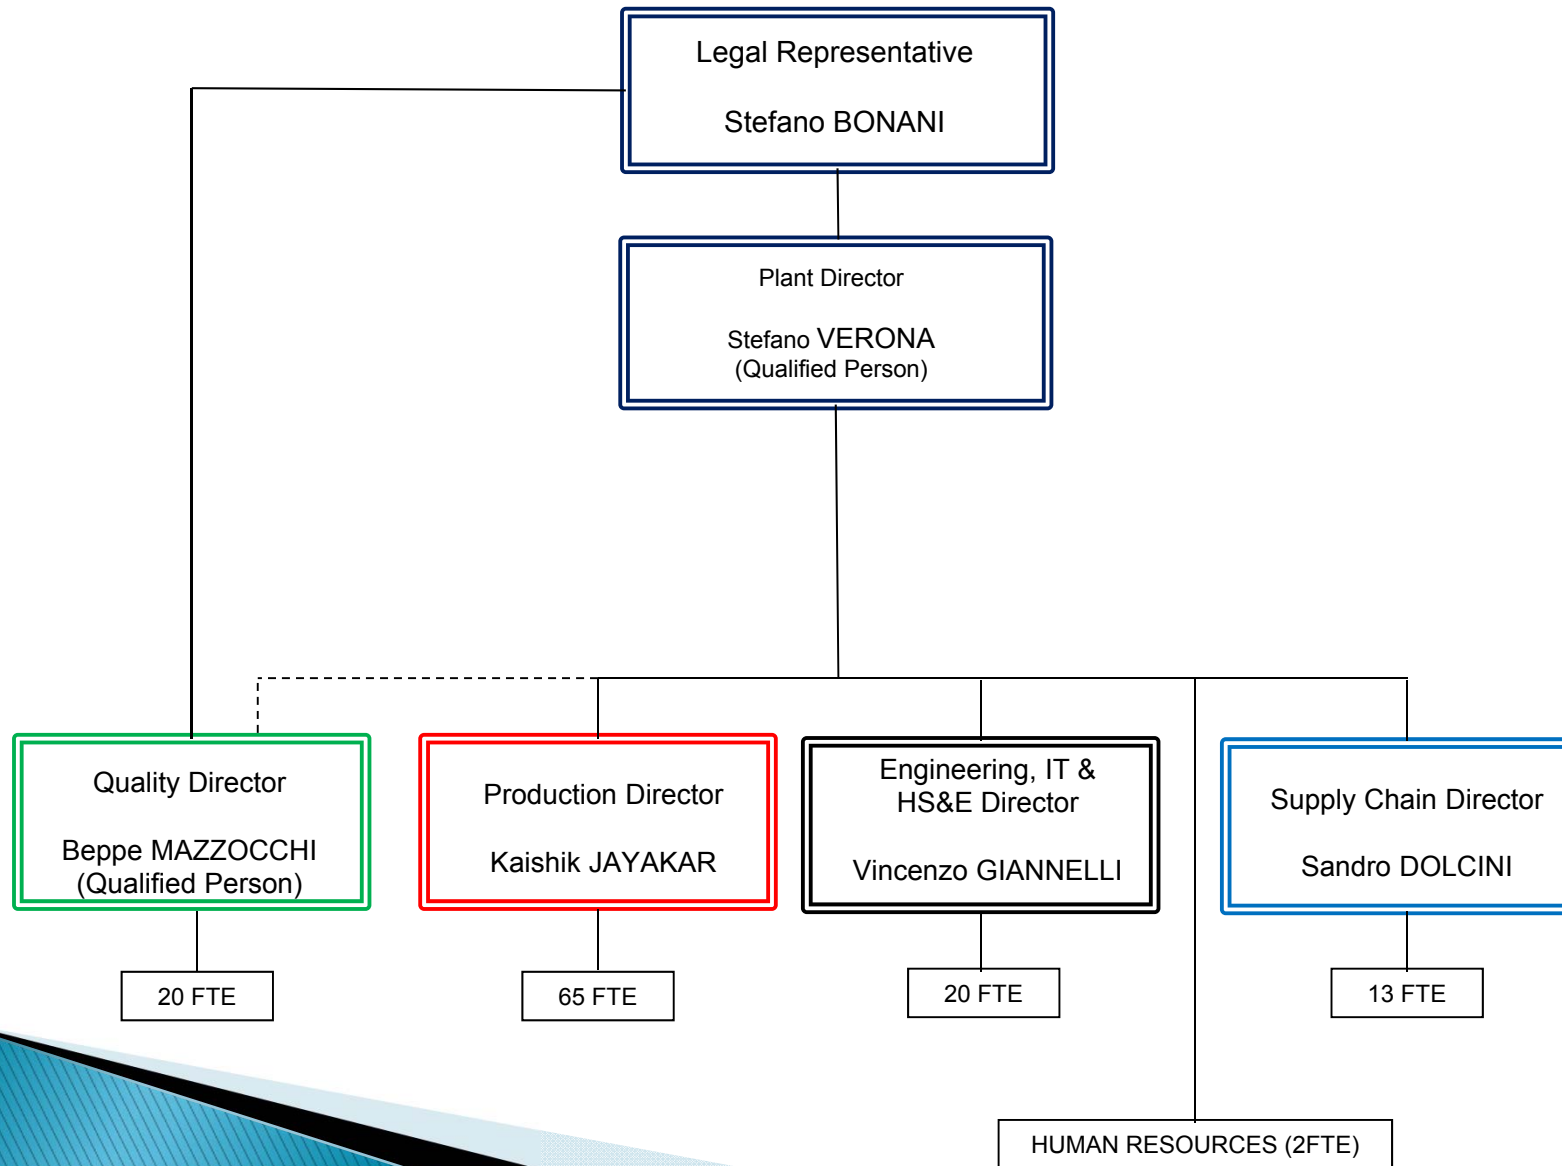 Legal Representative
Stefano BONANI
Plant Director
Stefano VERONA
(Qualified Person)
Quality Director
Beppe MAZZOCCHI
(Qualified Person)
Production Director
Kaishik JAYAKAR
Engineering, IT &
HS&E Director
Vincenzo GIANNELLI
Supply Chain Director
Sandro DOLCINI
20 FTE
65 FTE
20 FTE
13 FTE
HUMAN RESOURCES (2FTE)